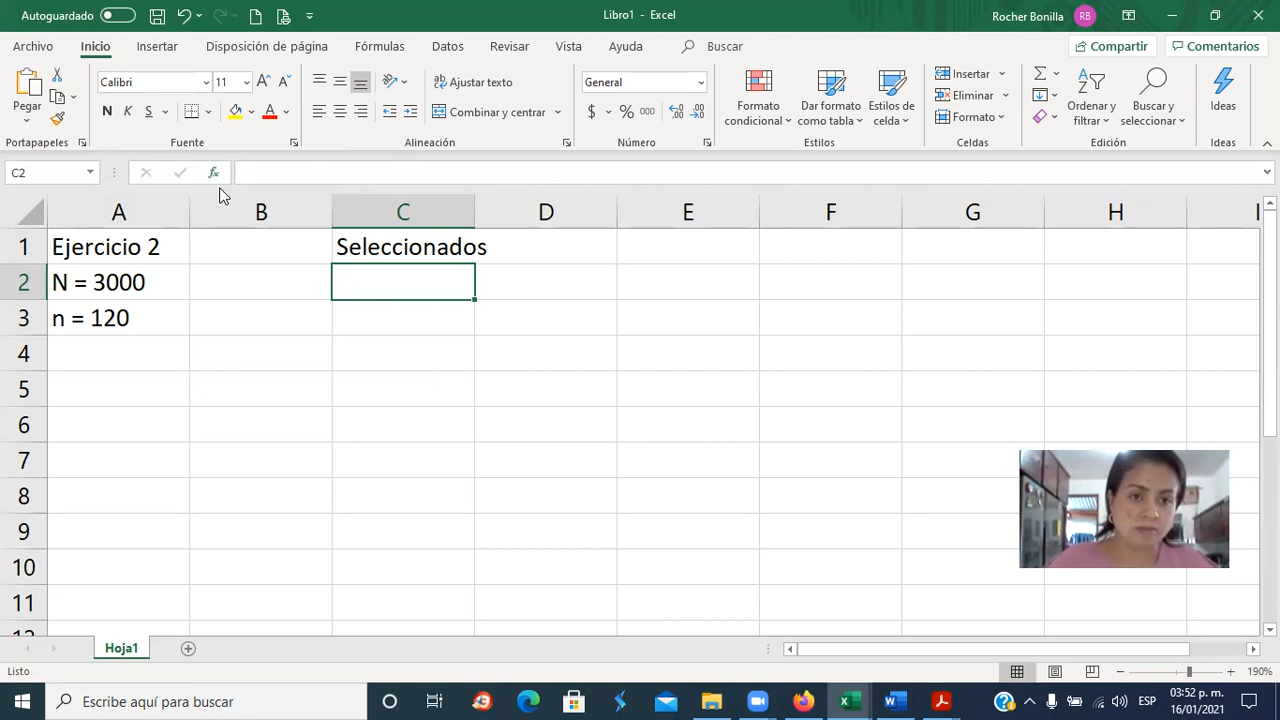 Autoguardado
Libro1 - Excel
Rocher Bonilla RB
Archivo Inicio Insertar Disposición de página Fórmulas Datos Revisar Vista Ayuda Buscar Compartir Comentarios
Pegar
Calibri 11
N K S
Ajustar texto
Combinar y centrar
General
$ % 000
Formato condicional
Dar formato como tabla
Estilos de celda
Insertar
Eliminar
Formato
Ordenar y filtrar
Buscar y seleccionar
Ideas
Portapapeles Fuente Alineación Número Estilos Celdas Edición Ideas
C2 fx
A B C D E F G H I
1 Ejercicio 2 Seleccionados
2 N = 3000
3 n = 120
4
5
6
7
8
9
10
11
12
Hoja1
Listo 190%
Escribe aquí para buscar
ESP
03:52 p. m.
16/01/2021